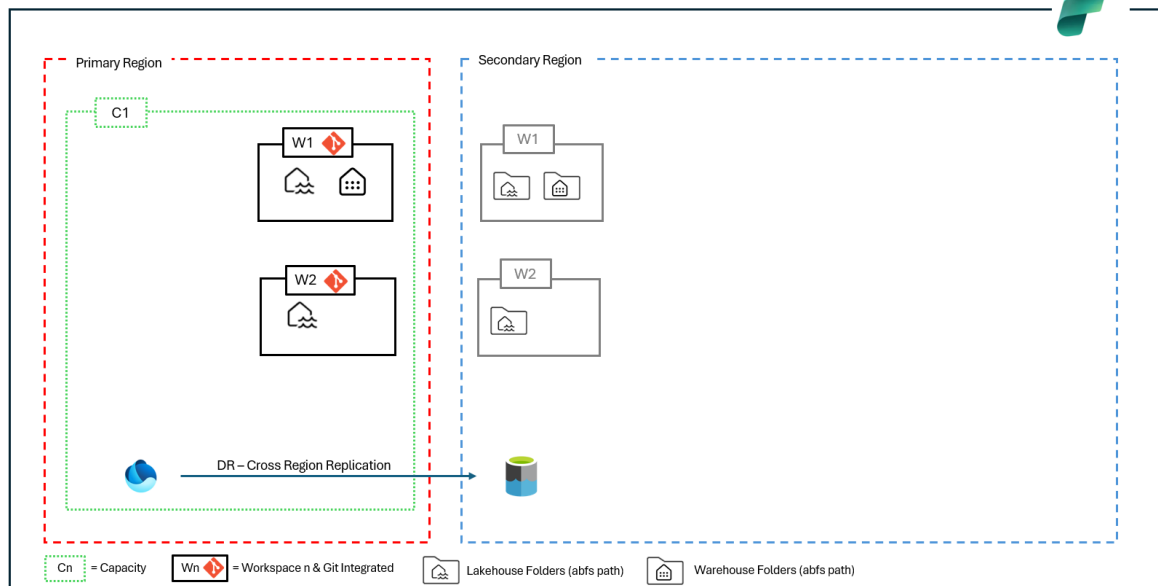 Primary Region
Secondary Region
C1
W1
W1
W2
W2
DR – Cross Region Replication
Cn = Capacity
Wn = Workspace n & Git Integrated
Lakehouse Folders (abfs path)
Warehouse Folders (abfs path)